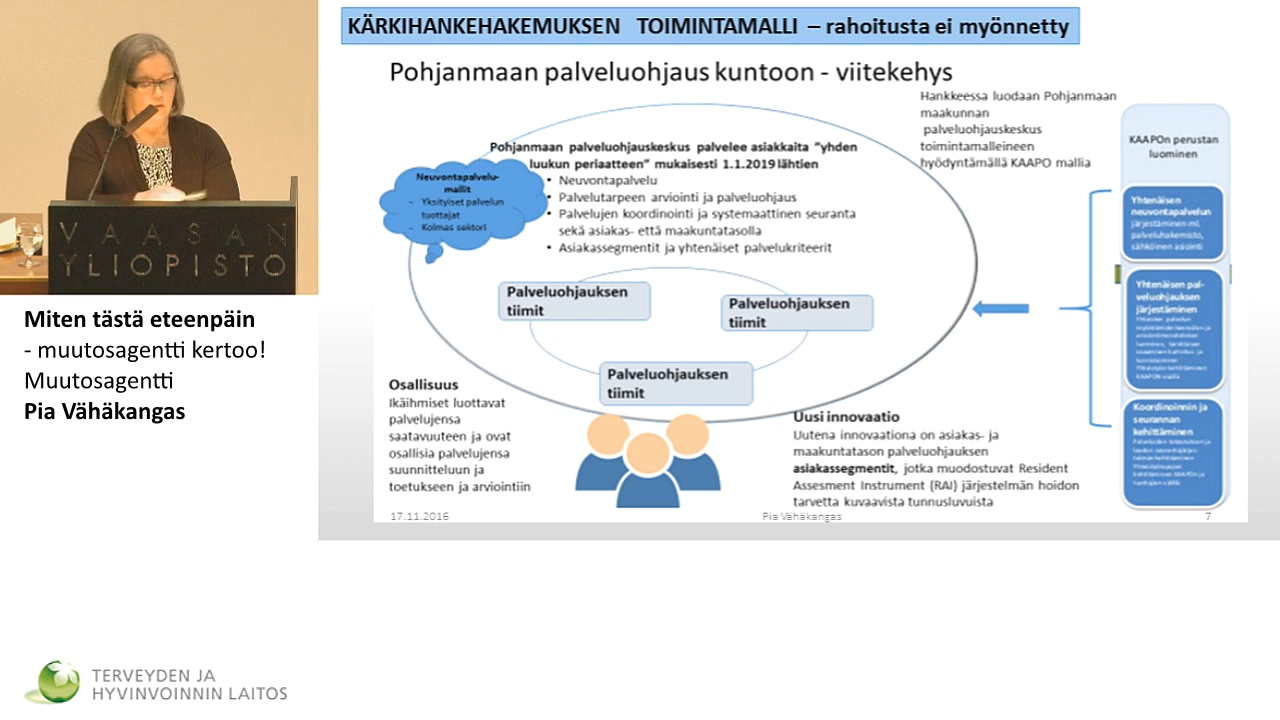 KÄRKIHANKEHAKEMUKSEN TOIMINTAMALLI – rahoitusta ei myönnetty
Pohjanmaan palveluohjaus kuntoon - viitekehys
Hankkeessa luodaan Pohjanmaan
maakunnan
palveluohjauskeskus
toimintamalleineen
hyödyntämällä KAAPO mallia
KAAPOn perustan
luominen
Pohjanmaan palveluohjauskeskus palvelee asiakkaita "yhden
luukun periaatteen" mukaisesti 1.1.2019 lähtien
• Neuvontapalvelu
• Palvelutarpeen arviointi ja palveluohjaus
• Palvelujen koordinointi ja systemaattinen seuranta
sekä asiakas- että maakuntatasolla
• Asiakassegmentit ja yhtenäiset palvelukriteerit
Neuvontapalvelu-
mallit
- Yksityiset palvelun
tuottajat
- Kolmas sektori
Yhtenäisen
neuvontapalvelun
järjestäminen ml.
palveluhakemisto,
sähköinen asiointi
Yhtenäisen pal-
veluohjauksen
järjestäminen
Koordinoinnin ja
seurannan
kehittäminen
Palveluohjauksen
tiimit
Palveluohjauksen
tiimit
Palveluohjauksen
tiimit
Osallisuus
Ikäihmiset luottavat
palvelujensa
saatavuuteen ja ovat
osallisia palvelujensa
suunnitteluun ja
toetukseen ja arviointiin
Uusi innovaatio
Uutena innovaationa on asiakas- ja
maakuntatason palveluohjauksen
asiakassegmentit, jotka muodostuvat Resident
Assesment Instrument (RAI) järjestelmän hoidon
tarvetta kuvaavista tunnusluvuista
17.11.2016
Pia Vähäkangas
7
VAASAN
YLIOPISTO
Miten tästä eteenpäin
- muutosagentti kertoo!
Muutosagentti
Pia Vähäkangas
TERVEYDEN JA
HYVINVOINNIN LAITOS